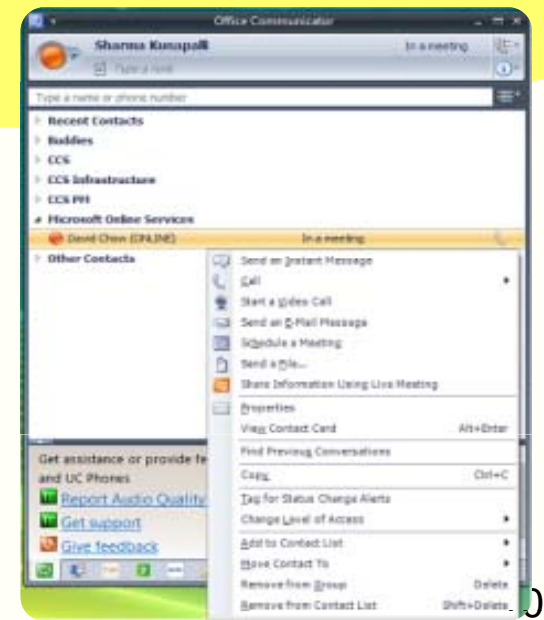 Office Communicator
Sharma Kunapalli In a meeting
Type a note
Type a name or phone number
Recent Contacts
Buddies
CCS
CCS Infrastructure
CCS PM
Microsoft Online Services
David Chow (ONLINE) In a meeting
Other Contacts
Send an Instant Message
Call
Start a Video Call
Send an E-Mail Message
Schedule a Meeting
Send a File...
Share Information Using Live Meeting
Properties
View Contact Card Alt+Enter
Find Previous Conversations
Copy Ctrl+C
Tag for Status Change Alerts
Change Level of Access
Add to Contact List
Move Contact To
Remove from Group Delete
Remove from Contact List Shift+Delete
Get assistance or provide fe
and UC Phones
Report Audio Quality
Get support
Give feedback
0